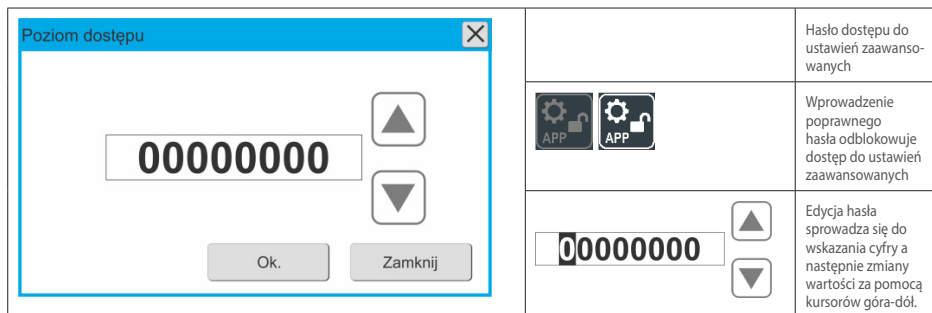 Poziom dostępu
00000000
Ok.
Zamknij
Hasło dostępu do
ustawień zaawanso-
wanych
APP
APP
Wprowadzenie
poprawnego
hasła odblokowuje
dostęp do ustawień
zaawansowanych
00000000
Edycja hasła
sprowadza się do
wskazania cyfry a
następnie zmiany
wartości za pomocą
kursorów góra-dół.